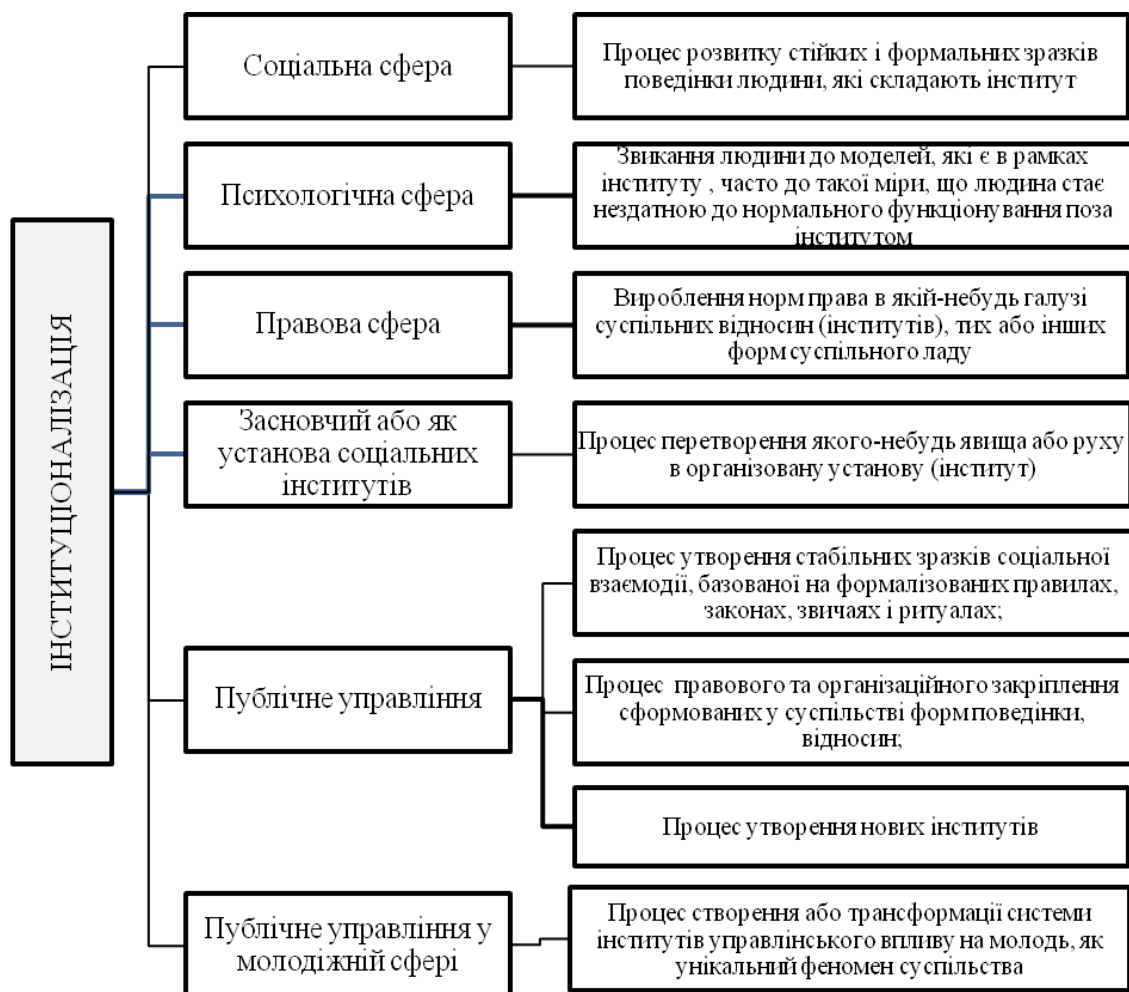 ІНСТИТУЦІОНАЛІЗАЦІЯ
Соціальна сфера
Процес розвитку стійких і формальних зразків
поведінки людини, які складають інститут
Психологічна сфера
Звикання людини до моделей, які є в рамках
інституту , часто до такої міри, що людина стає
нездатною до нормального функціонування поза
інститутом
Правова сфера
Вироблення норм права в якій-небудь галузі
суспільних відносин (інститутів), тих або інших
форм суспільного ладу
Засновчий або як
установа соціальних
інститутів
Процес перетворення якого-небудь явища або руху
в організовану установу (інститут)
Публічне управління
Процес утворення стабільних зразків соціальної
взаємодії, базованої на формалізованих правилах,
законах, звичаях і ритуалах;
Процес правового та організаційного закріплення
сформованих у суспільстві форм поведінки,
відносин;
Процес утворення нових інститутів
Публічне управління у
молодіжній сфері
Процес створення або трансформації системи
інститутів управлінського впливу на молодь, як
унікальний феномен суспільства